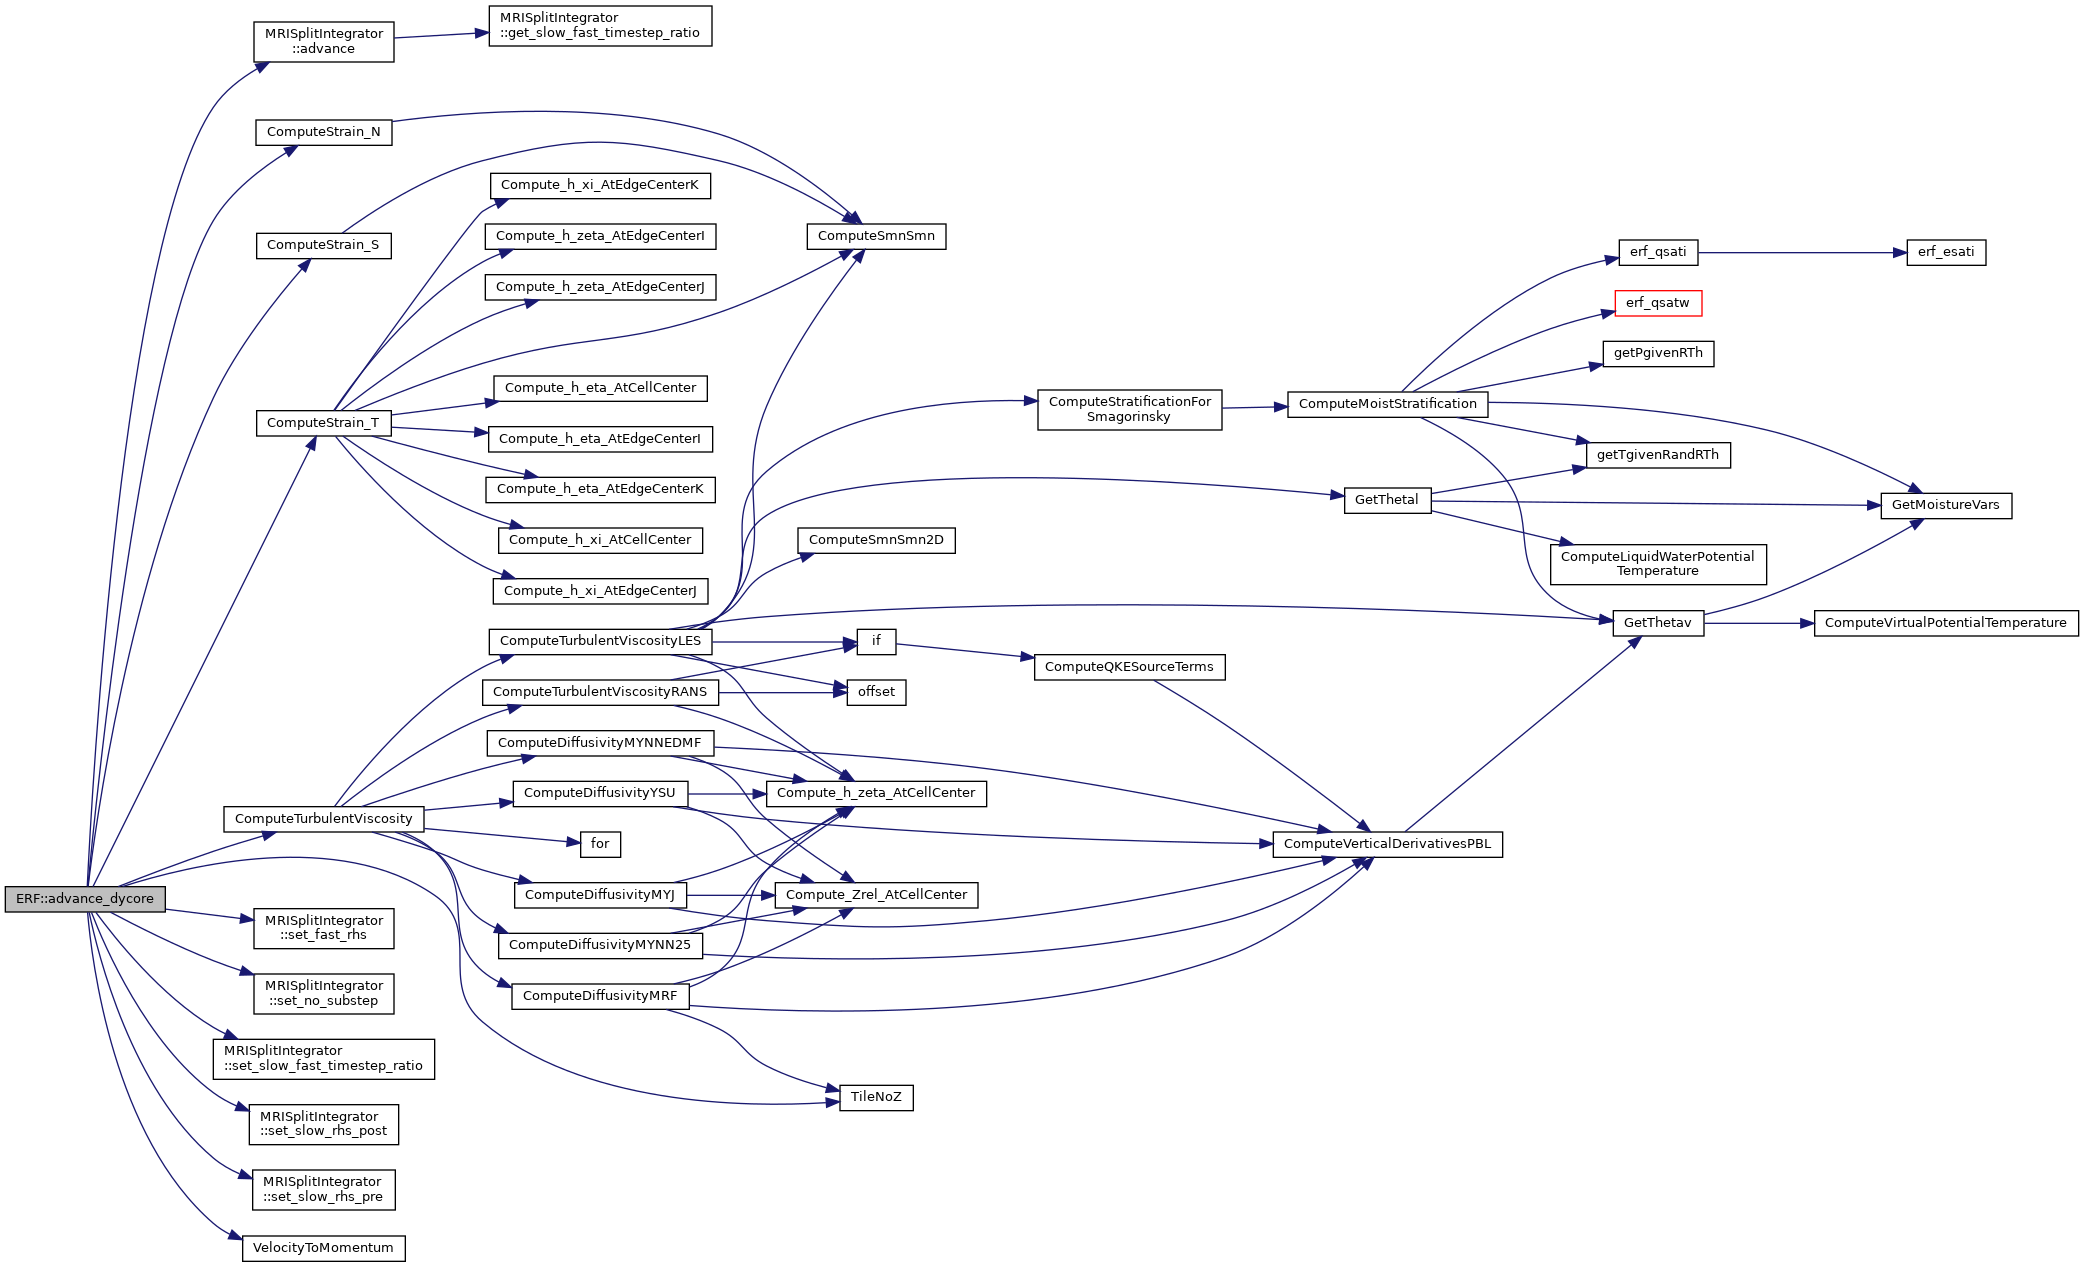 MRISplitIntegrator
::advance
MRISplitIntegrator
::get_slow_fast_timestep_ratio
ComputeStrain_N
ComputeStrain_S
ComputeStrain_T
Compute_h_xi_AtEdgeCenterK
Compute_h_zeta_AtEdgeCenterI
Compute_h_zeta_AtEdgeCenterJ
Compute_h_eta_AtCellCenter
Compute_h_eta_AtEdgeCenterI
Compute_h_eta_AtEdgeCenterK
Compute_h_xi_AtCellCenter
Compute_h_xi_AtEdgeCenterJ
ComputeSmnSmn
ComputeSmnSmn2D
ComputeStratificationFor
Smagorinsky
ComputeMoistStratification
erf_qsati
erf_esati
erf_qsatw
getPgivenRTh
getTgivenRandRTh
GetThetal
GetMoistureVars
ComputeLiquidWaterPotential
Temperature
GetThetav
ComputeVirtualPotentialTemperature
ComputeTurbulentViscosityLES
ComputeTurbulentViscosityRANS
if
offset
ComputeQKESourceTerms
ComputeDiffusivityMYNNEDMF
ComputeDiffusivityYSU
Compute_h_zeta_AtCellCenter
ComputeTurbulentViscosity
for
ComputeVerticalDerivativesPBL
ComputeDiffusivityMYJ
Compute_Zrel_AtCellCenter
ComputeDiffusivityMYNN25
ComputeDiffusivityMRF
TileNoZ
ERF::advance_dycore
MRISplitIntegrator
::set_fast_rhs
MRISplitIntegrator
::set_no_substep
MRISplitIntegrator
::set_slow_fast_timestep_ratio
MRISplitIntegrator
::set_slow_rhs_post
MRISplitIntegrator
::set_slow_rhs_pre
VelocityToMomentum